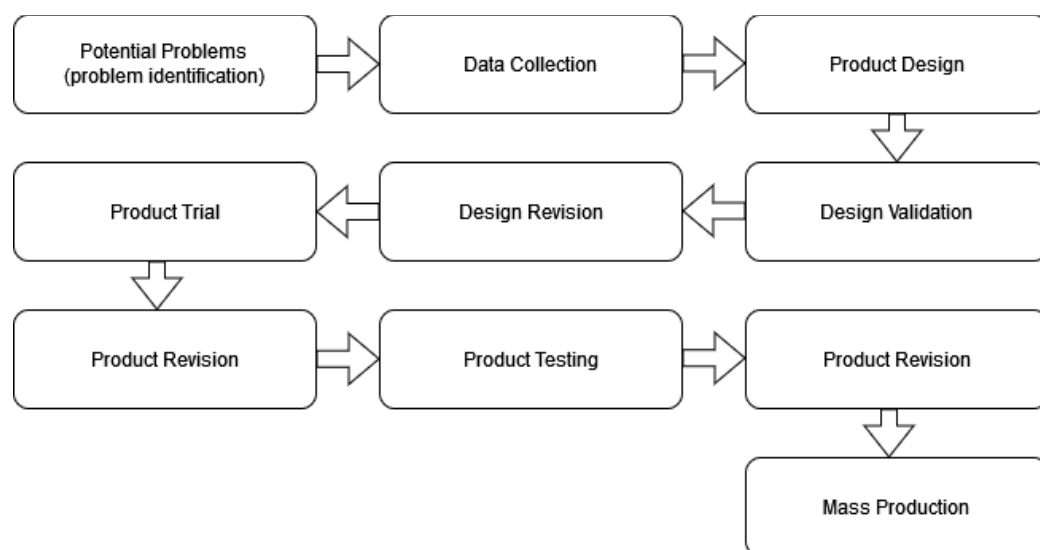 Potential Problems
(problem identification)
Data Collection
Product Design
Design Validation
Design Revision
Product Trial
Product Revision
Product Testing
Product Revision
Mass Production